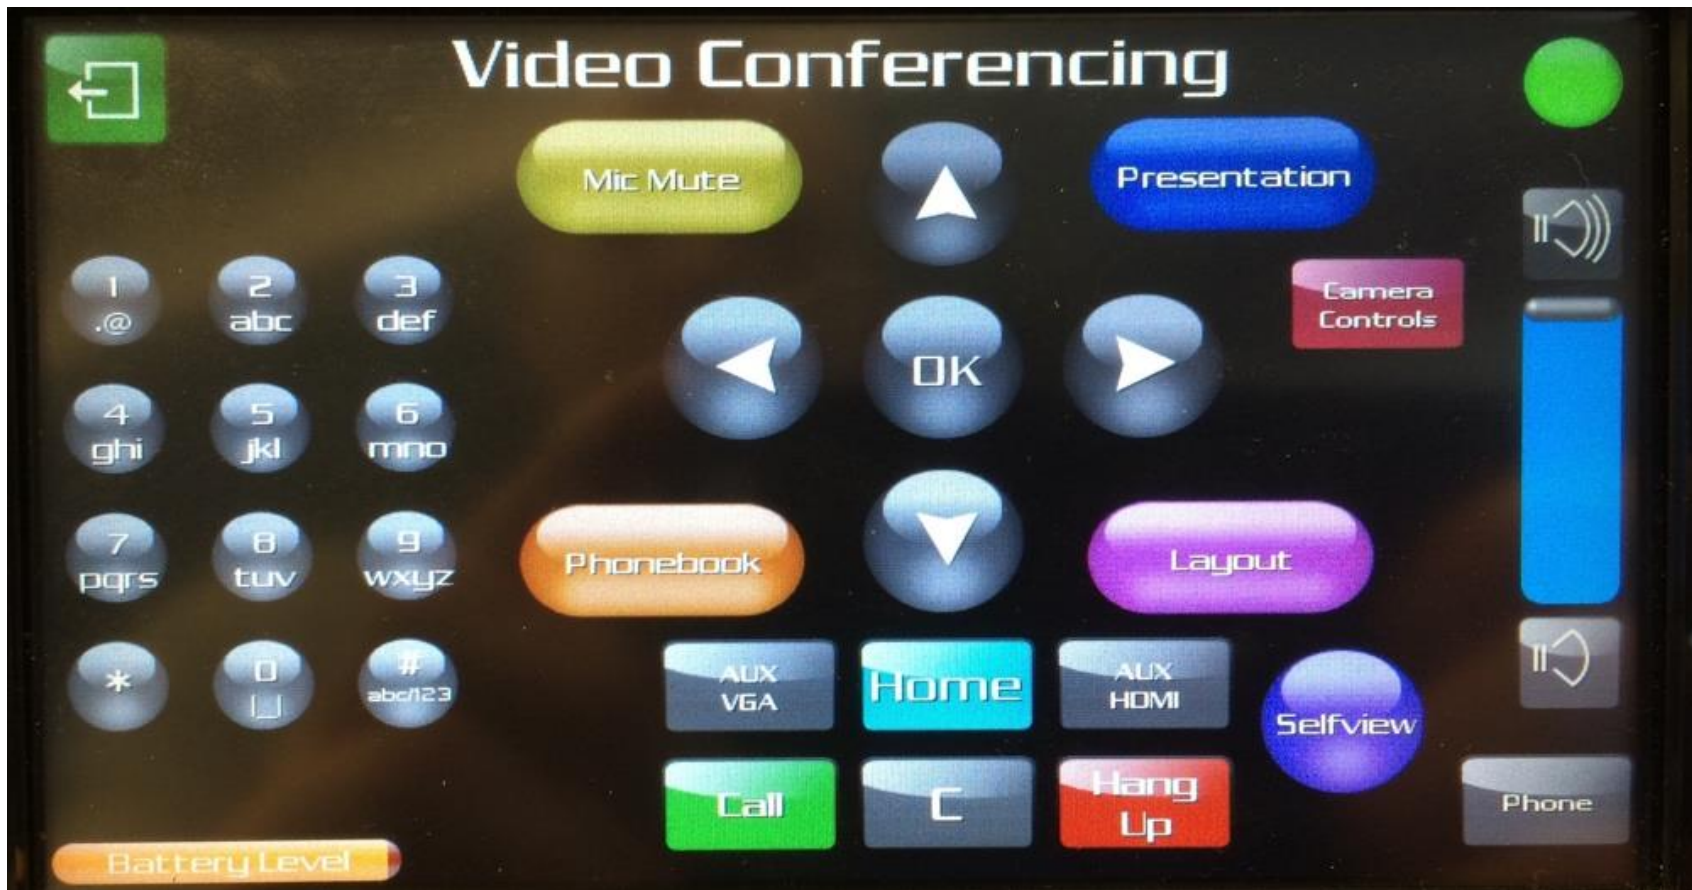 Video Conferencing
Mic Mute
Presentation
Camera
Controls
1
.@
2
abc
3
def
OK
4
ghi
5
jkl
6
mno
7
pqrs
8
tuv
9
wxyz
Phonebook
Layout
*
0
|_|
#
abc/123
AUX
VGA
Home
AUX
HDMI
Selfview
Call
C
Hang
Up
Phone
Battery Level